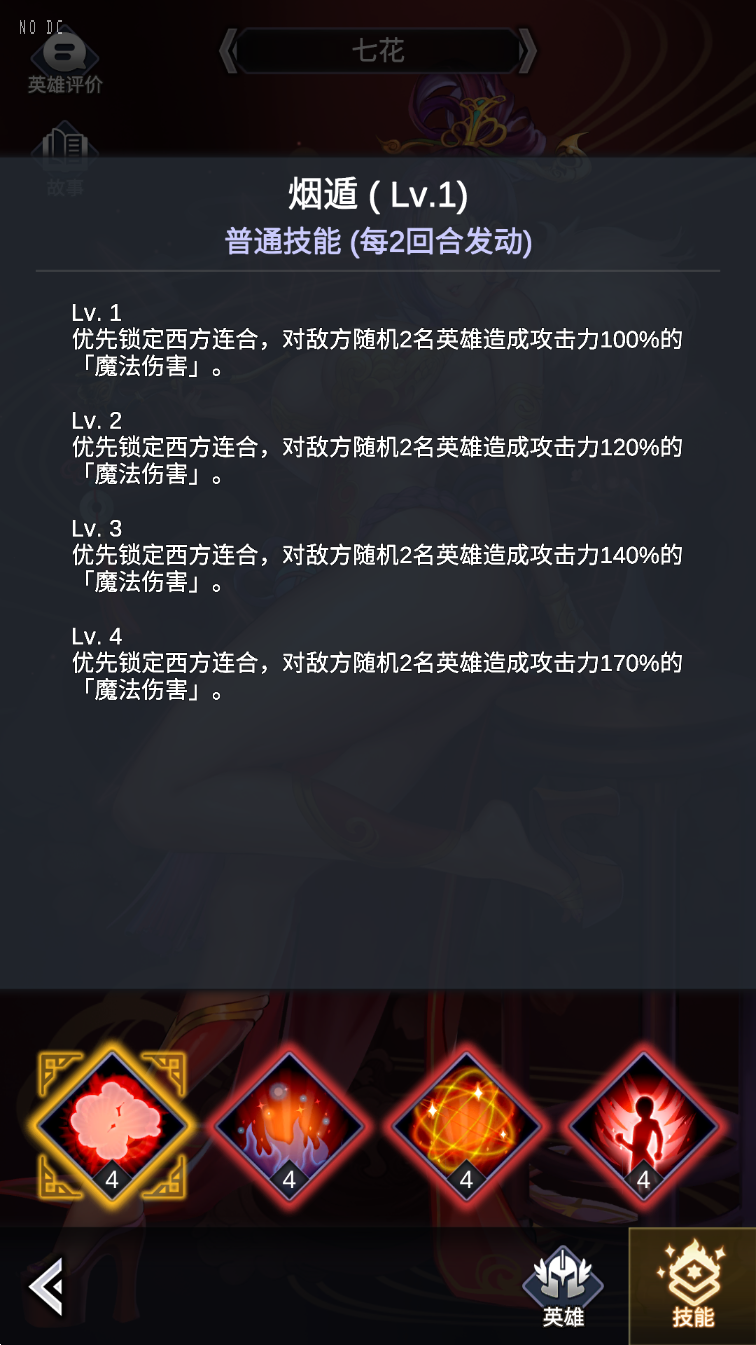 NO DC
七花
英雄评价
故事
烟遁 ( Lv.1)
普通技能 (每2回合发动)
Lv. 1
优先锁定西方连合，对敌方随机2名英雄造成攻击力100%的
「魔法伤害」。
Lv. 2
优先锁定西方连合，对敌方随机2名英雄造成攻击力120%的
「魔法伤害」。
Lv. 3
优先锁定西方连合，对敌方随机2名英雄造成攻击力140%的
「魔法伤害」。
Lv. 4
优先锁定西方连合，对敌方随机2名英雄造成攻击力170%的
「魔法伤害」。
4 4 4 4
英雄 技能